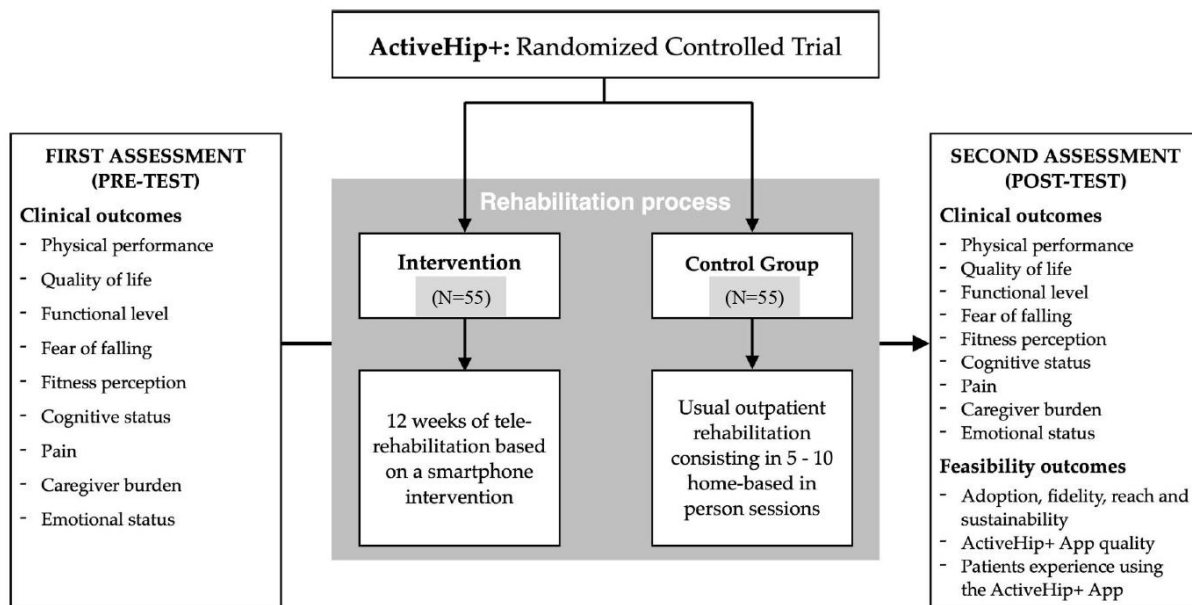 ActiveHip+: Randomized Controlled Trial
FIRST ASSESSMENT
(PRE-TEST)
Clinical outcomes
- Physical performance
- Quality of life
- Functional level
- Fear of falling
- Fitness perception
- Cognitive status
- Pain
- Caregiver burden
- Emotional status
Rehabilitation process
Intervention
(N=55)
12 weeks of tele-
rehabilitation based
on a smartphone
intervention
Control Group
(N=55)
Usual outpatient
rehabilitation
consisting in 5 - 10
home-based in
person sessions
SECOND ASSESSMENT
(POST-TEST)
Clinical outcomes
- Physical performance
- Quality of life
- Functional level
- Fear of falling
- Fitness perception
- Cognitive status
- Pain
- Caregiver burden
- Emotional status
Feasibility outcomes
- Adoption, fidelity, reach and
sustainability
- ActiveHip+ App quality
- Patients experience using
the ActiveHip+ App